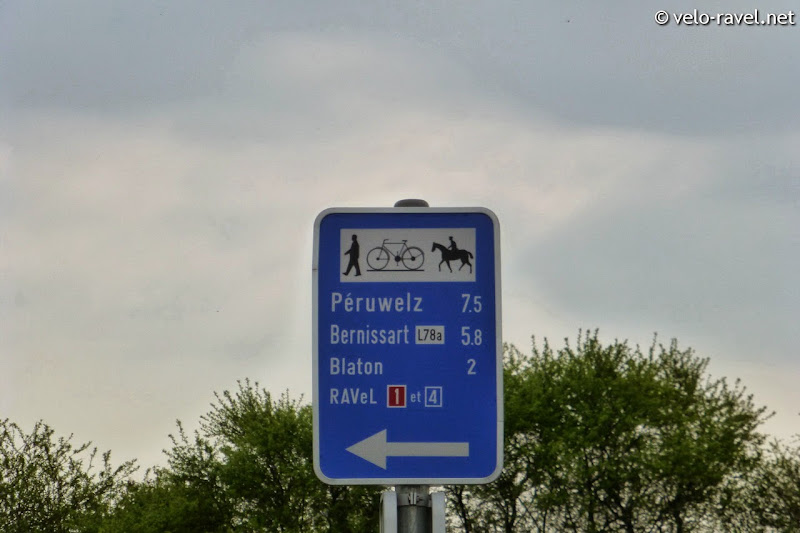 © velo-ravel.net
Péruwelz 7.5
Bernissart L78a 5.8
Blaton 2
RAVeL 1 et 4